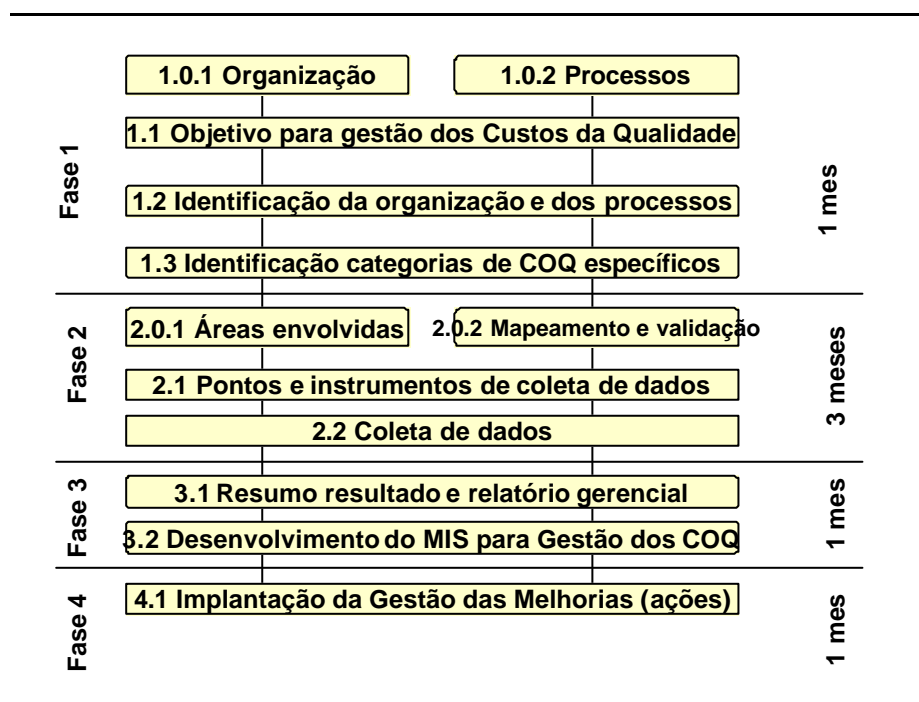 1.0.1 Organização
1.0.2 Processos
1.1 Objetivo para gestão dos Custos da Qualidade
Fase 1
1.2 Identificação da organização e dos processos
1 mes
1.3 Identificação categorias de COQ específicos
2.0.1 Áreas envolvidas
2.0.2 Mapeamento e validação
Fase 2
2.1 Pontos e instrumentos de coleta de dados
3 meses
2.2 Coleta de dados
3.1 Resumo resultado e relatório gerencial
Fase 3
1 mes
3.2 Desenvolvimento do MIS para Gestão dos COQ
4.1 Implantação da Gestão das Melhorias (ações)
Fase 4
1 mes